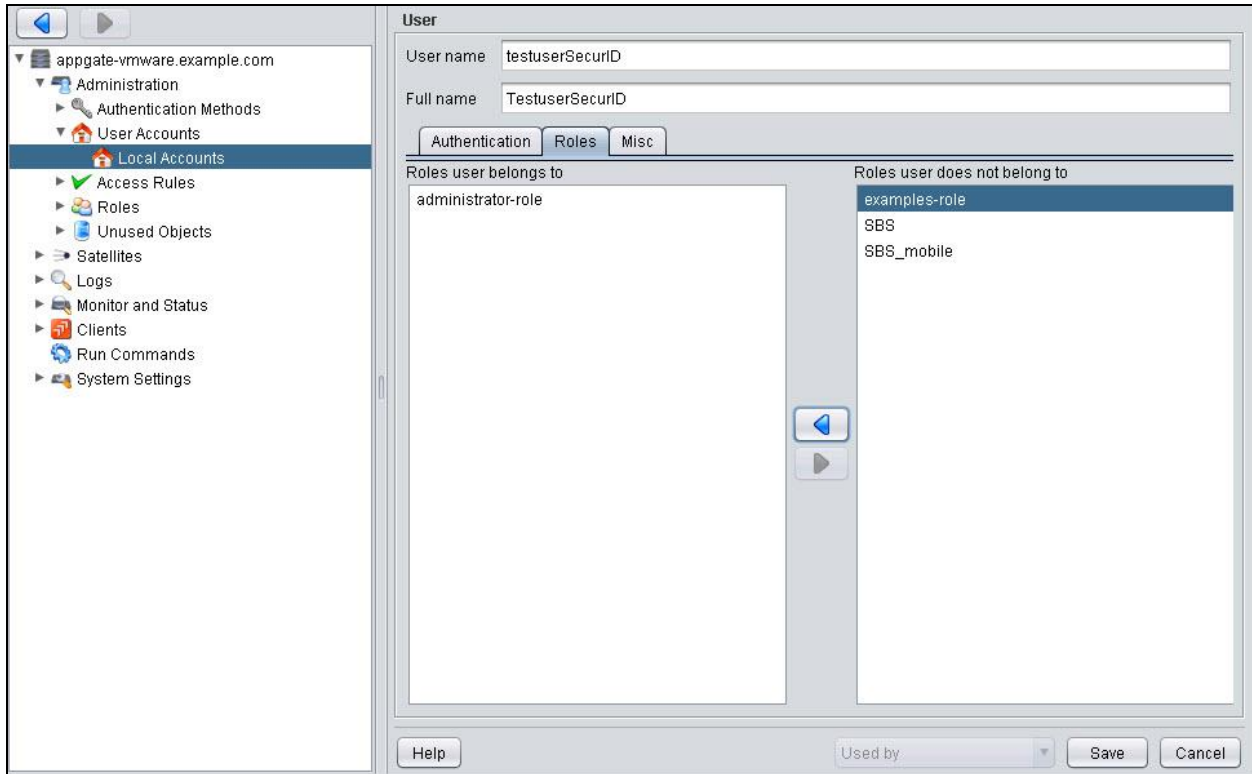 appgate-vmware.example.com
Administration
Authentication Methods
User Accounts
Local Accounts
Access Rules
Roles
Unused Objects
Satellites
Logs
Monitor and Status
Clients
Run Commands
System Settings
User
User name testuserSecurID
Full name TestuserSecurID
Authentication Roles Misc
Roles user belongs to
administrator-role
Roles user does not belong to
examples-role
SBS
SBS_mobile
Help Used by Save Cancel